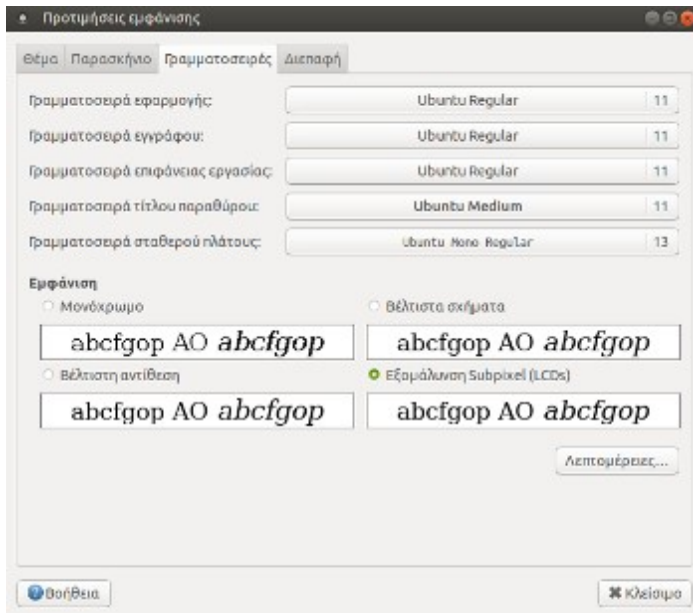 Προτιμήσεις εμφάνισης
Θέμα Παρασκήνιο Γραμματοσειρές Διεπαφή
Γραμματοσειρά εφαρμογής: Ubuntu Regular 11
Γραμματοσειρά εγγράφου: Ubuntu Regular 11
Γραμματοσειρά επιφάνειας εργασίας: Ubuntu Regular 11
Γραμματοσειρά τίτλου παραθύρου: Ubuntu Medium 11
Γραμματοσειρά σταθερού πλάτους: Ubuntu Mono Regular 13
Εμφάνιση
Μονόχρωμο Βέλτιστα σχήματα
abcfgop AO abcfgop abcfgop AO abcfgop
Βέλτιστη αντίθεση Εξομάλυνση Subpixel (LCDs)
abcfgop AO abcfgop abcfgop AO abcfgop
Λεπτομέρειες...
Βοήθεια Κλείσιμο